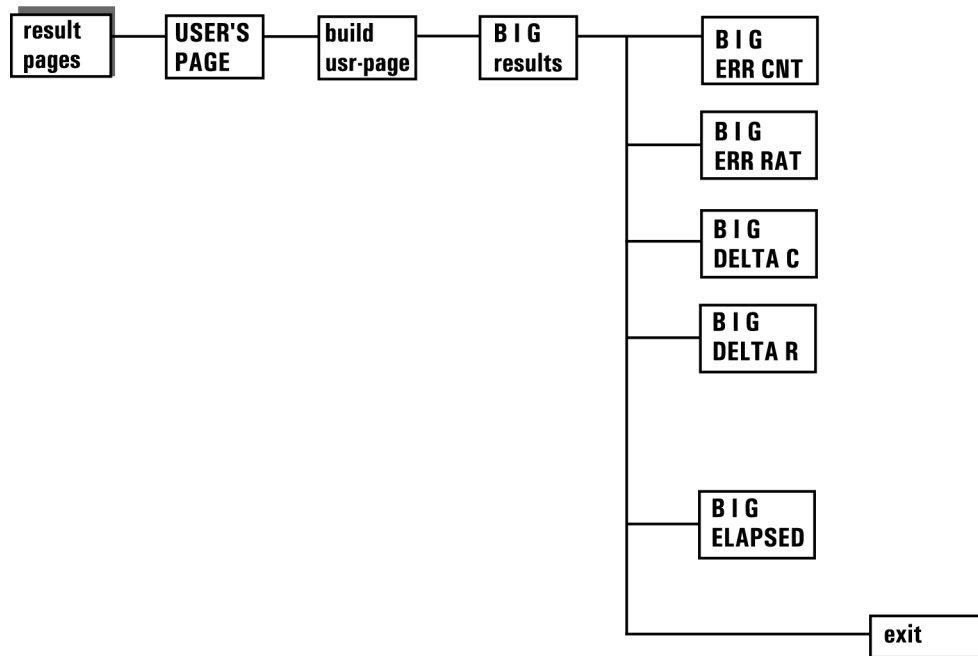 result
pages
USER'S
PAGE
build
usr-page
B I G
results
B I G
ERR CNT
B I G
ERR RAT
B I G
DELTA C
B I G
DELTA R
B I G
ELAPSED
exit